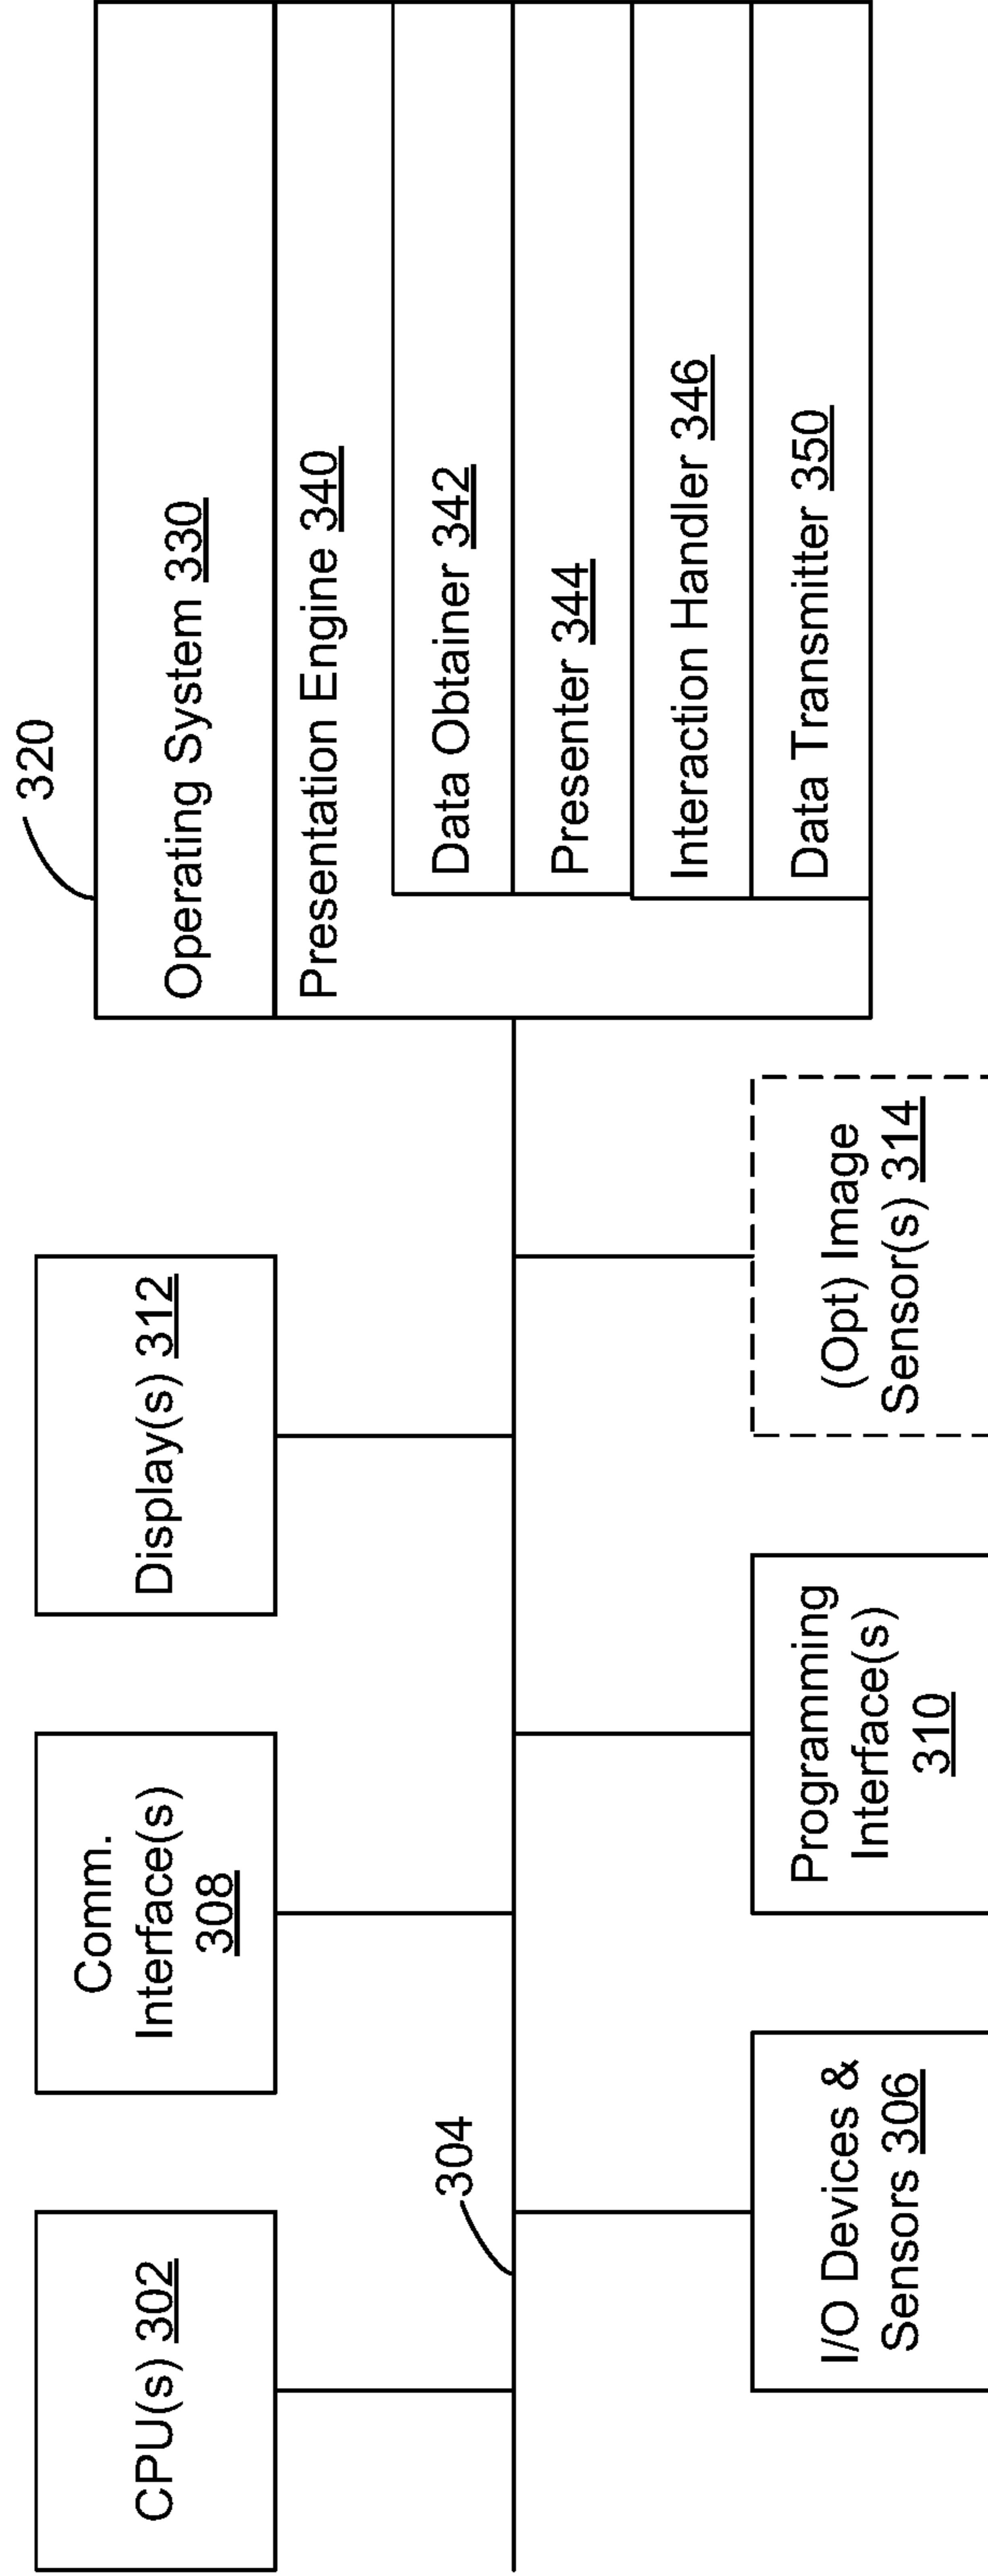 CPU(s) 302
Comm.
Interface(s)
308
Display(s) 312
304
I/O Devices &
Sensors 306
Programming
Interface(s)
310
(Opt) Image
Sensor(s) 314
320
Operating System 330
Presentation Engine 340
Data Obtainer 342
Presenter 344
Interaction Handler 346
Data Transmitter 350